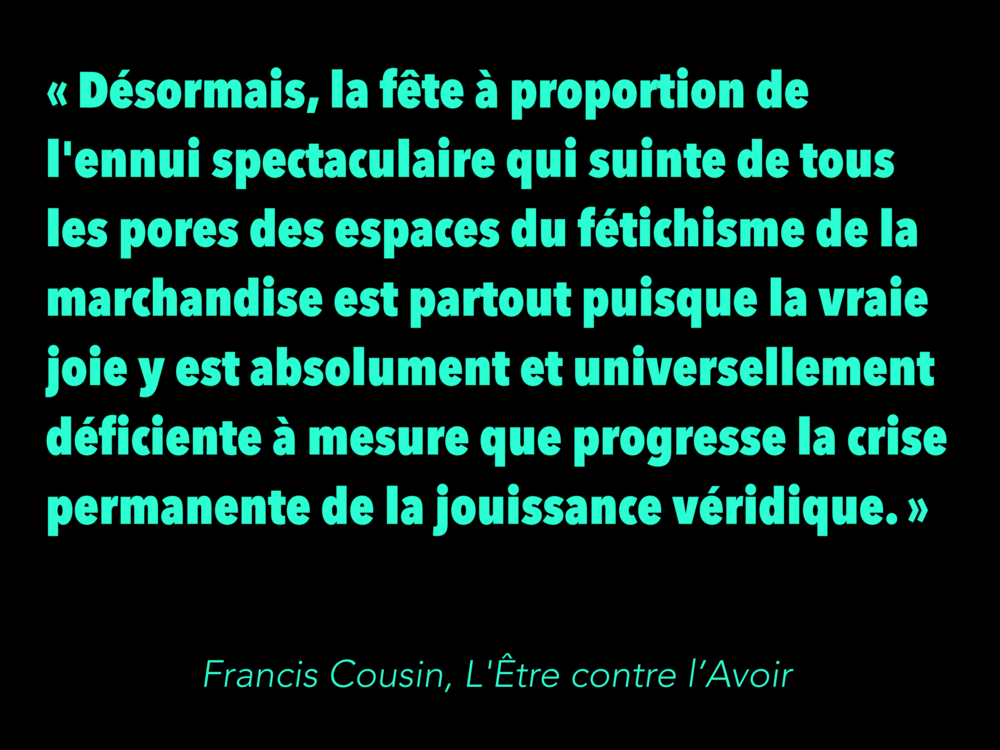 « Désormais, la fête à proportion de
l'ennui spectaculaire qui suinte de tous
les pores des espaces du fétichisme de la
marchandise est partout puisque la vraie
joie y est absolument et universellement
déficiente à mesure que progresse la crise
permanente de la jouissance véridique. »
Francis Cousin, L'Être contre l’Avoir